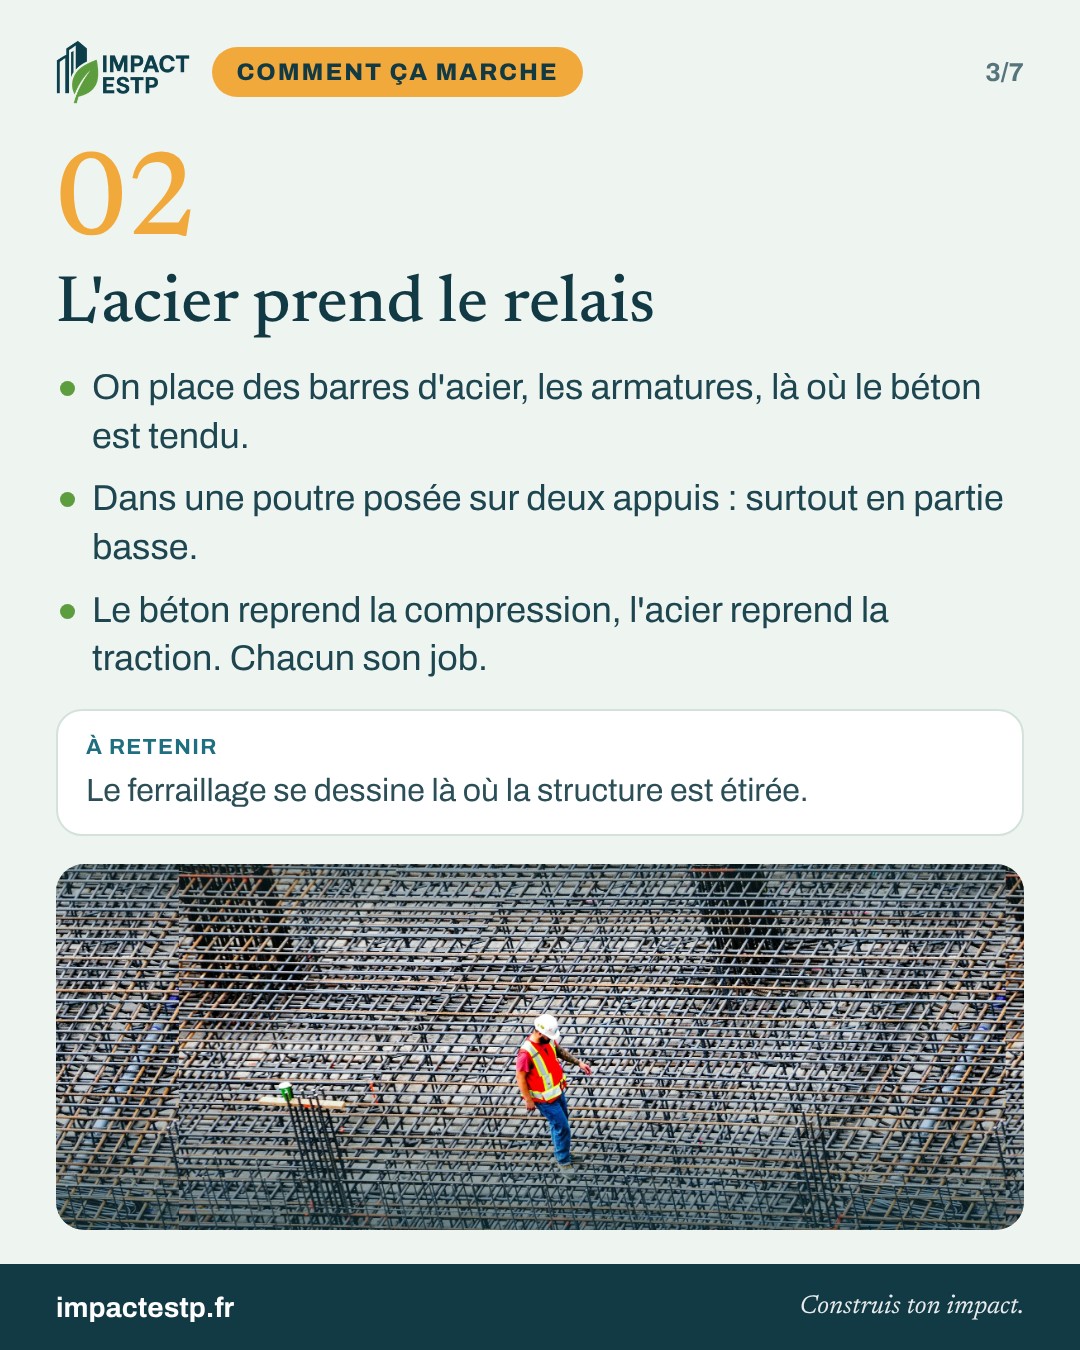 IMPACT
ESTP
COMMENT ÇA MARCHE
3/7
02
L'acier prend le relais
On place des barres d'acier, les armatures, là où le béton
est tendu.
Dans une poutre posée sur deux appuis : surtout en partie
basse.
Le béton reprend la compression, l'acier reprend la
traction. Chacun son job.
À RETENIR
Le ferraillage se dessine là où la structure est étirée.
impactestp.fr
Construis ton impact.